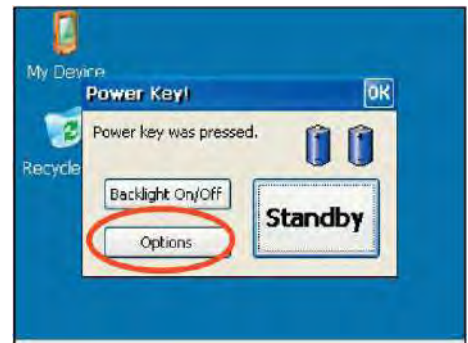 My Device
Power Key!
OK
Power key was pressed.
Recycle
Backlight On/Off
Standby
Options